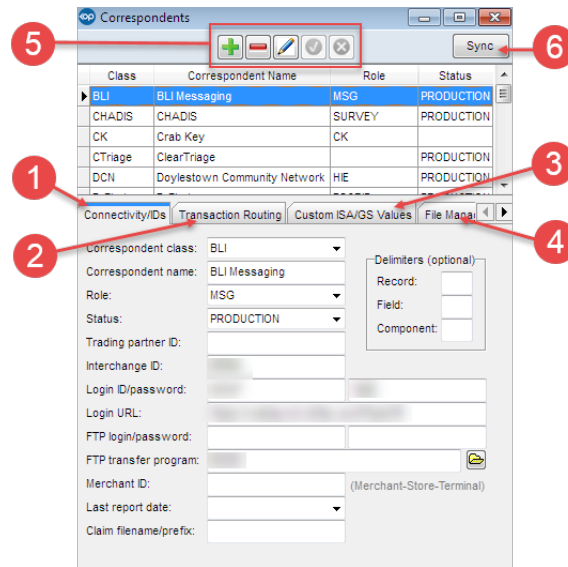 Correspondents
5
Sync
6
Class Correspondent Name Role Status
BLI BLI Messaging MSG PRODUCTION
CHADIS CHADIS SURVEY PRODUCTION
CK Crab Key CK
CTriage ClearTriage PRODUCTION
DCN Doylestown Community Network HIE PRODUCTION
1
3
Connectivity/IDs Transaction Routing Custom ISA/GS Values File
2
4
Correspondent class: BLI
Correspondent name: BLI Messaging
Role: MSG
Status: PRODUCTION
Delimiters (optional)
Record:
Field:
Component:
Trading partner ID:
Interchange ID:
Login ID/password:
Login URL:
FTP login/password:
FTP transfer program:
Merchant ID: (Merchant-Store-Terminal)
Last report date:
Claim filename/prefix: